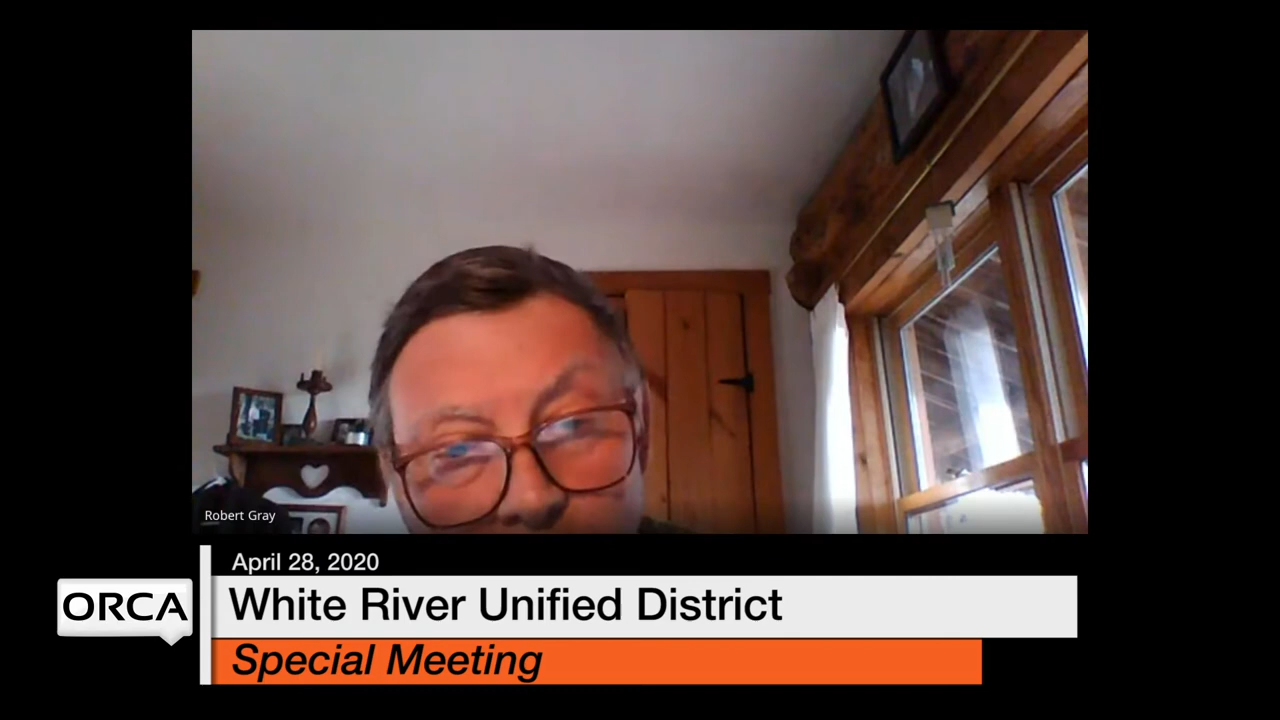 Robert Gray
April 28, 2020
ORCA
White River Unified District
Special Meeting